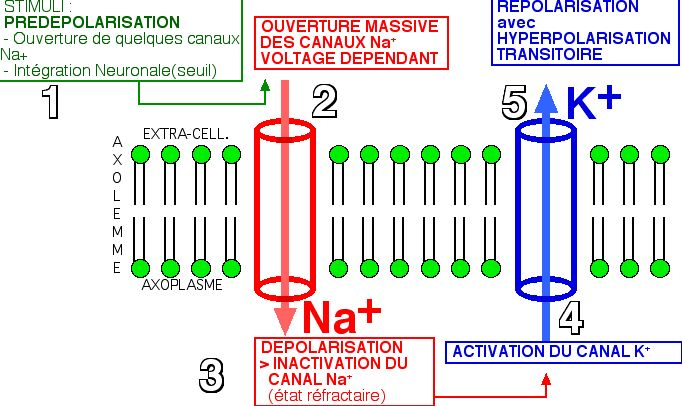 STIMULI :
PREDEPOLARISATION
- Ouverture de quelques canaux
Na+
- Intégration Neuronale(seuil)
1
OUVERTURE MASSIVE
DES CANAUX Na+
VOLTAGE DEPENDANT
2
REPOLARISATION
avec
HYPERPOLARISATION
TRANSITOIRE
5
K+
EXTRA-CELL.
AXOLEMME
AXOPLASME
Na+
3
DEPOLARISATION
> INACTIVATION DU
CANAL Na+
(état réfractaire)
4
ACTIVATION DU CANAL K+